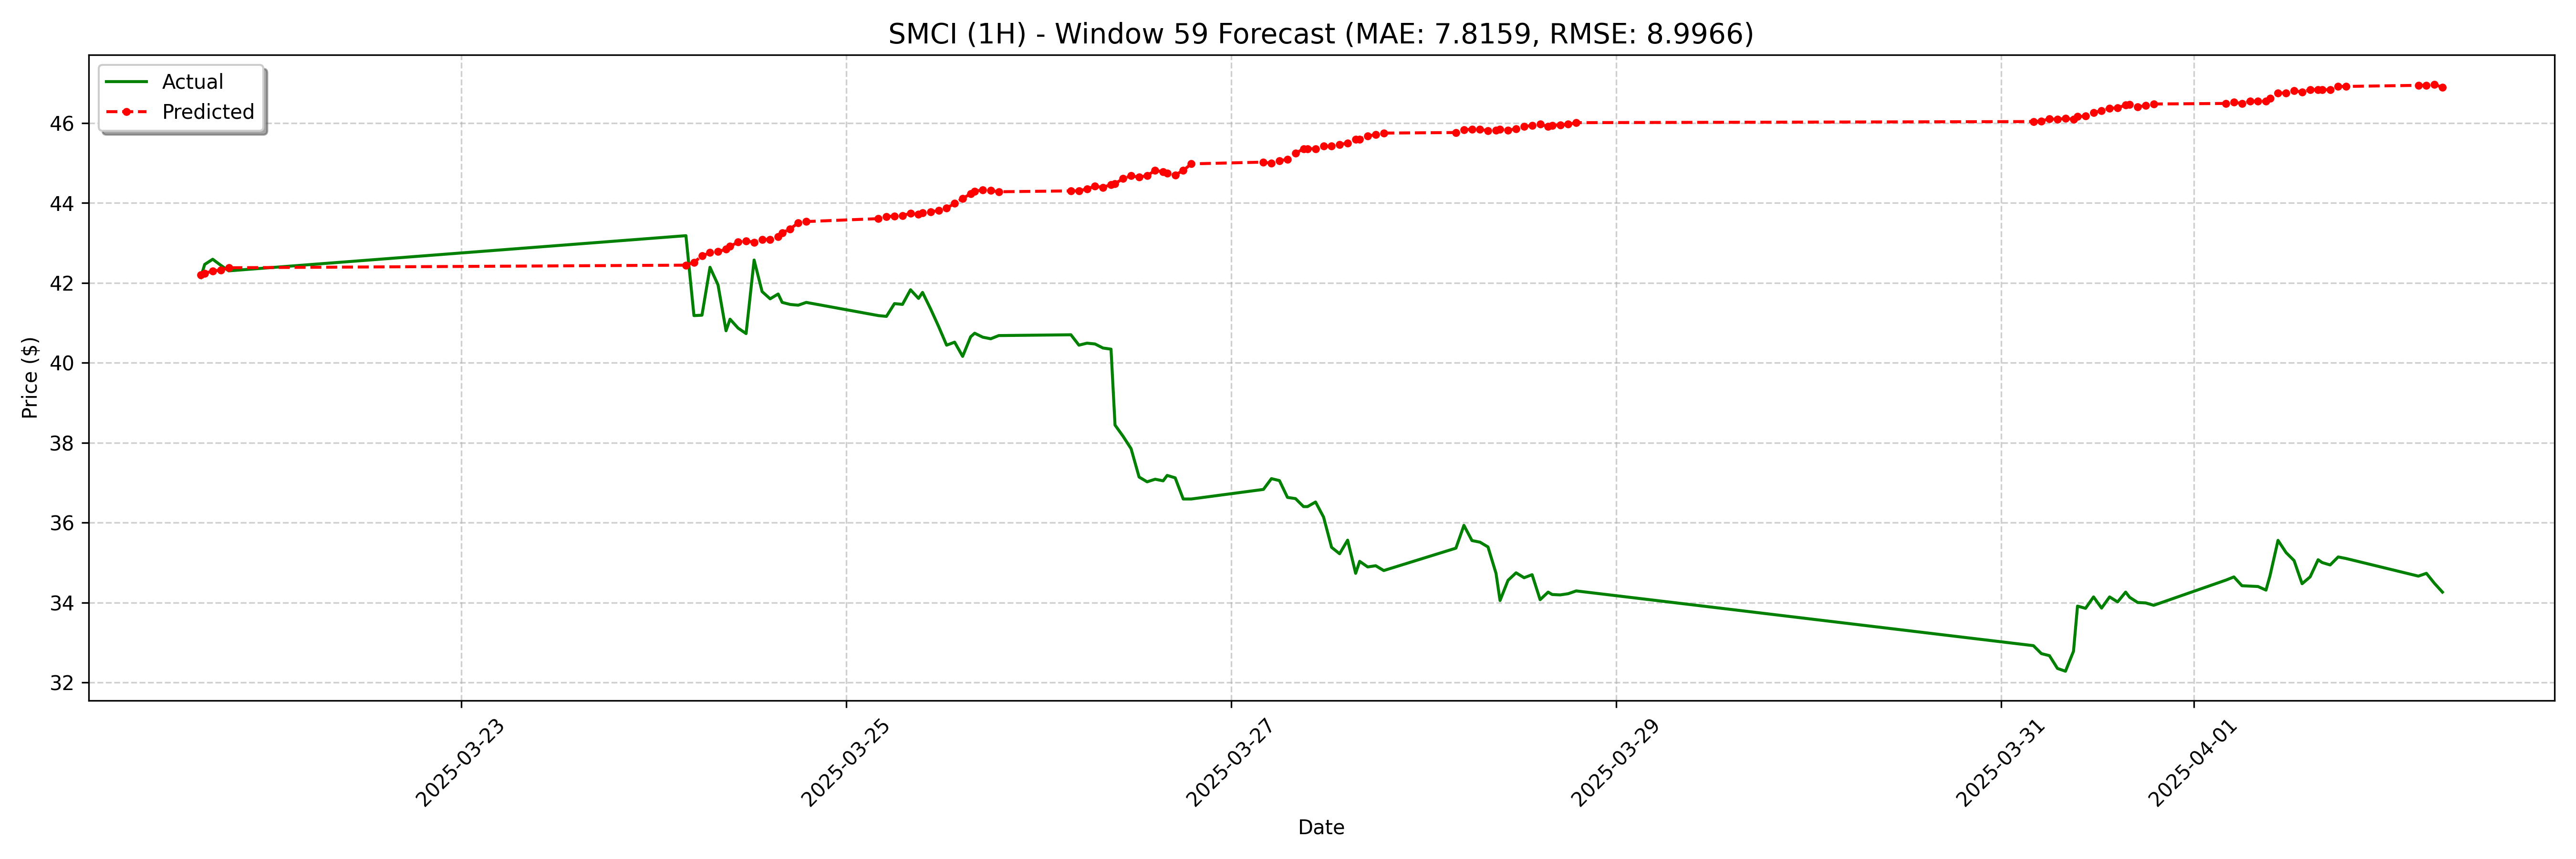 SMCI (1H) - Window 59 Forecast (MAE: 7.8159, RMSE: 8.9966)
Actual
Predicted
Price ($)
46
44
42
40
38
36
34
32
2025-03-23
2025-03-25
2025-03-27
2025-03-29
2025-03-31
2025-04-01
Date